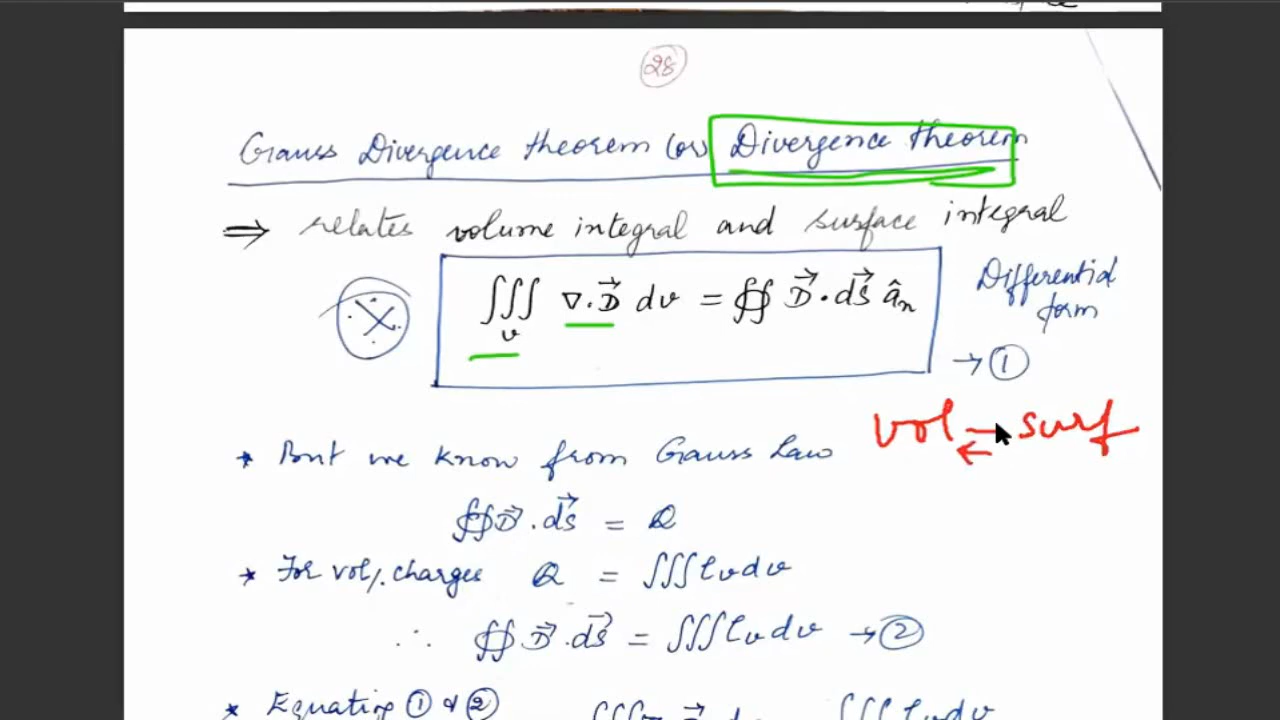 28
Gauss Divergence theorem (or) Divergence theorem
⇒ relates volume integral and surface integral
∭v ∇·D⃗ dv = ∯ D⃗·dS⃗ âₙ
Differential
form
→ ①
vol ⇄ surf
* But we know from Gauss Law
∯D⃗.ds⃗ = Q
* For vol/. charges Q = ∭ρv dv
∴ ∯D⃗.ds⃗ = ∭ρv dv → ②
* Equating ① & ②